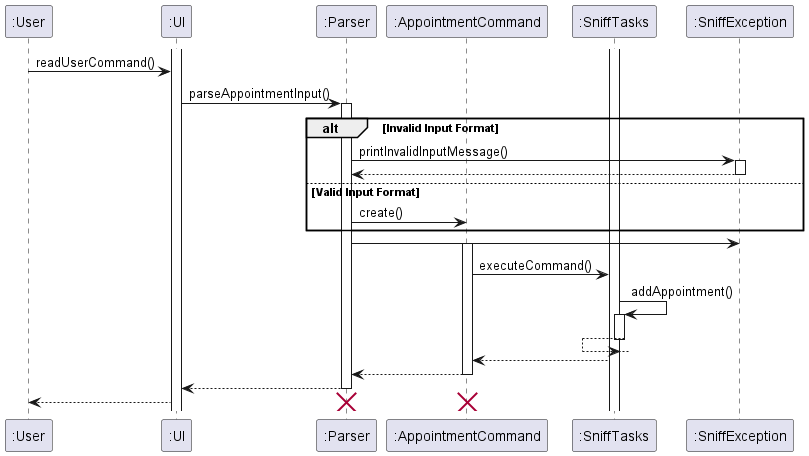 :User :UI :Parser :AppointmentCommand :SniffTasks :SniffException
readUserCommand()
parseAppointmentInput()
alt [Invalid Input Format]
printInvalidInputMessage()
[Valid Input Format]
create()
executeCommand()
addAppointment()
:User :UI :Parser :AppointmentCommand :SniffTasks :SniffException